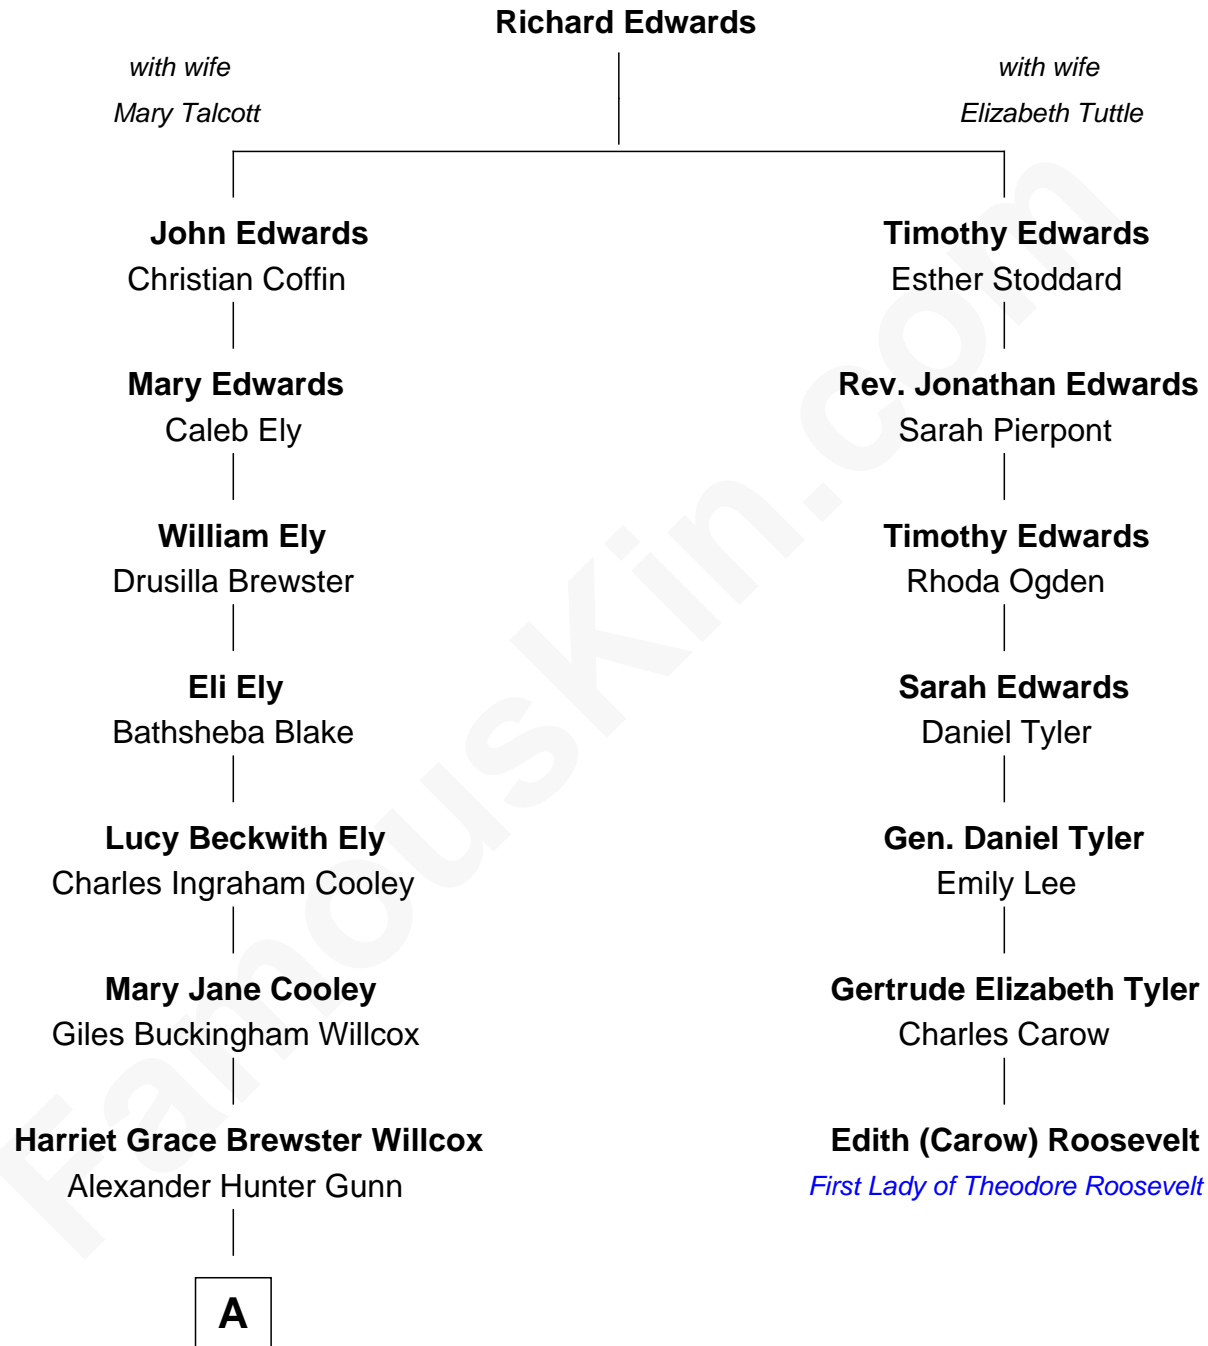 Richard Edwards
with wife
Mary Talcott
with wife
Elizabeth Tuttle
John Edwards
Christian Coffin
Timothy Edwards
Esther Stoddard
Mary Edwards
Caleb Ely
Rev. Jonathan Edwards
Sarah Pierpont
William Ely
Drusilla Brewster
Timothy Edwards
Rhoda Ogden
Eli Ely
Bathsheba Blake
Sarah Edwards
Daniel Tyler
Lucy Beckwith Ely
Charles Ingraham Cooley
Gen. Daniel Tyler
Emily Lee
Mary Jane Cooley
Giles Buckingham Willcox
Gertrude Elizabeth Tyler
Charles Carow
Harriet Grace Brewster Willcox
Alexander Hunter Gunn
Edith (Carow) Roosevelt
First Lady of Theodore Roosevelt
A
FamousKin.com